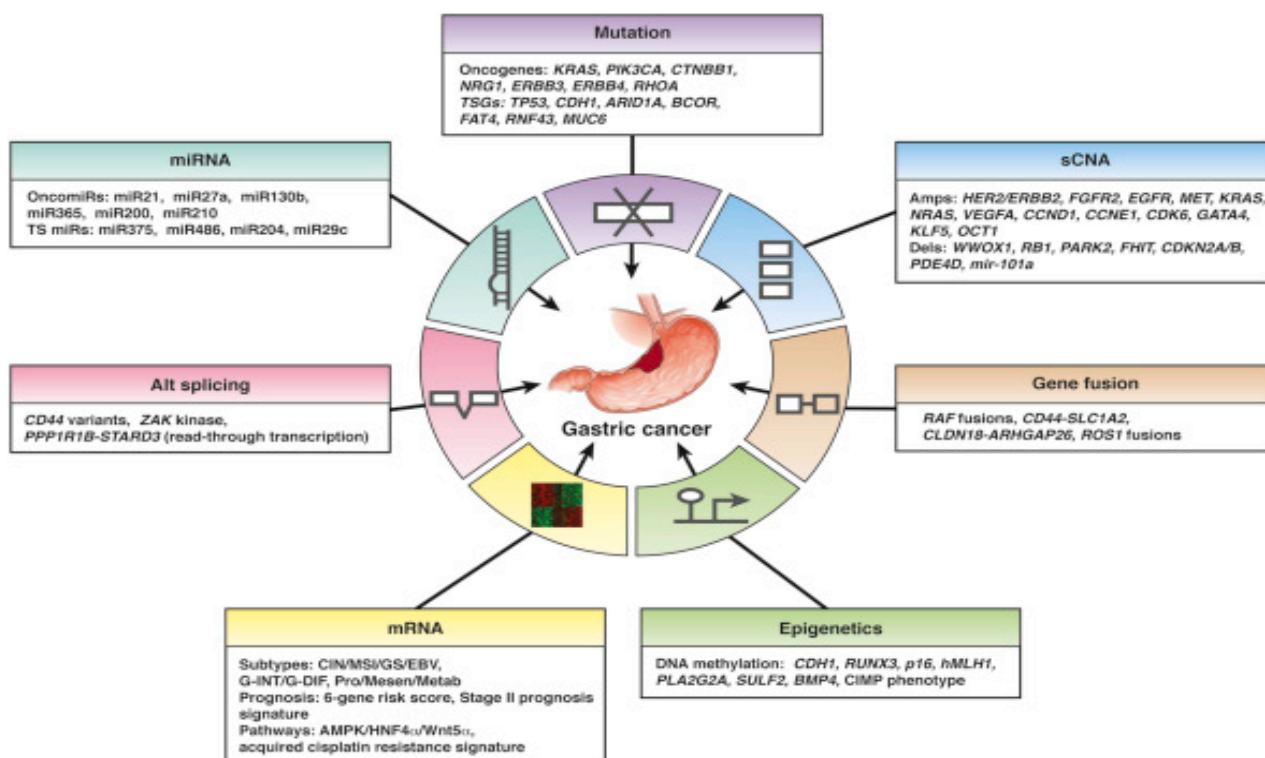 Mutation
Oncogenes: KRAS, PIK3CA, CTNBB1,
NRG1, ERBB3, ERBB4, RHOA
TSGs: TP53, CDH1, ARID1A, BCOR,
FAT4, RNF43, MUC6
miRNA
OncomiRs: miR21, miR27a, miR130b,
miR365, miR200, miR210
TS miRs: miR375, miR486, miR204, miR29c
sCNA
Amps: HER2/ERBB2, FGFR2, EGFR, MET, KRAS,
NRAS, VEGFA, CCND1, CCNE1, CDK6, GATA4,
KLF5, OCT1
Dels: WWOX1, RB1, PARK2, FHIT, CDKN2A/B,
PDE4D, mir-101a
Alt splicing
CD44 variants, ZAK kinase,
PPP1R1B-STARD3 (read-through transcription)
Gastric cancer
Gene fusion
RAF fusions, CD44-SLC1A2,
CLDN18-ARHGAP26, ROS1 fusions
mRNA
Subtypes: CIN/MSI/GS/EBV,
G-INT/G-DIF, Pro/Mesen/Metab
Prognosis: 6-gene risk score, Stage II prognosis
signature
Pathways: AMPK/HNF4α/Wnt5α,
acquired cisplatin resistance signature
Epigenetics
DNA methylation: CDH1, RUNX3, p16, hMLH1,
PLA2G2A, SULF2, BMP4, CIMP phenotype